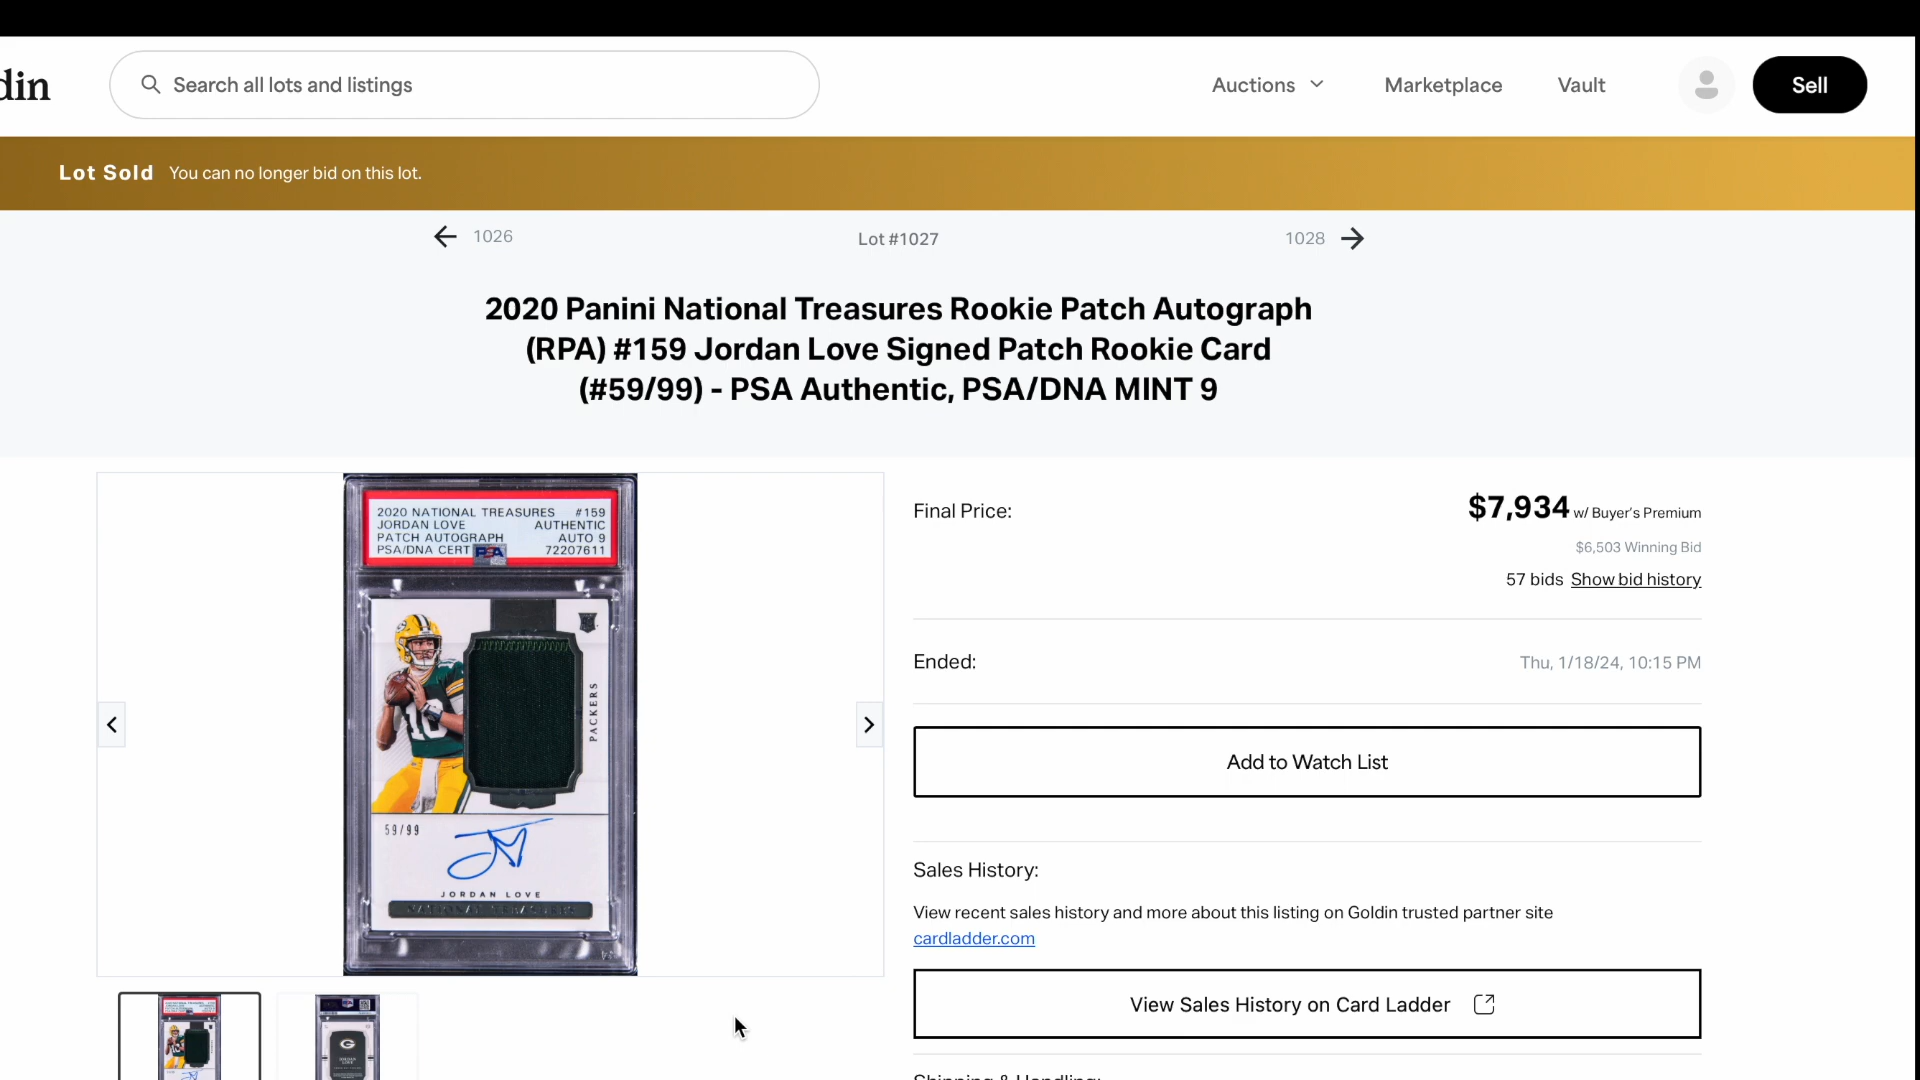 din
Search all lots and listings
Auctions
Marketplace
Vault
Sell
Lot Sold You can no longer bid on this lot.
1026
Lot #1027
1028
2020 Panini National Treasures Rookie Patch Autograph
(RPA) #159 Jordan Love Signed Patch Rookie Card
(#59/99) - PSA Authentic, PSA/DNA MINT 9
2020 NATIONAL TREASURES #159
JORDAN LOVE AUTHENTIC
PATCH AUTOGRAPH AUTO 9
PSA/DNA CERT PSA 72207611
PACKERS
10
59/99
JORDAN LOVE
NATIONAL TREASURES
Final Price:
$7,934 w/ Buyer's Premium
$6,503 Winning Bid
57 bids Show bid history
Ended:
Thu, 1/18/24, 10:15 PM
Add to Watch List
Sales History:
View recent sales history and more about this listing on Goldin trusted partner site
cardladder.com
View Sales History on Card Ladder
Shipping & Handling: